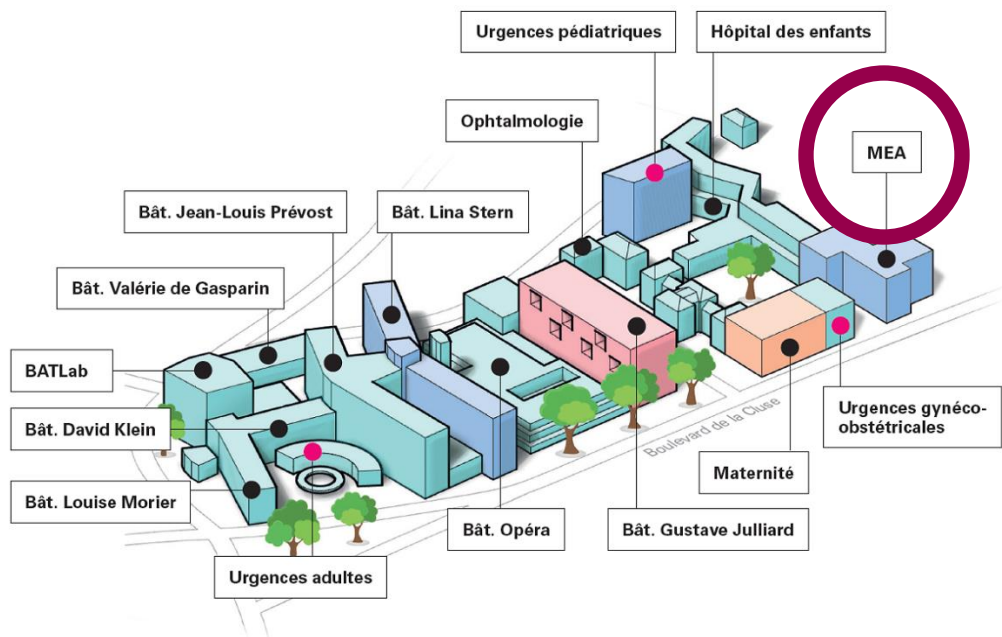 Urgences pédiatriques
Hôpital des enfants
Ophtalmologie
MEA
Bât. Jean-Louis Prévost
Bât. Lina Stern
Bât. Valérie de Gasparin
BATLab
Bât. David Klein
Bât. Louise Morier
Urgences adultes
Bât. Opéra
Bât. Gustave Julliard
Maternité
Urgences gynéco-
obstétricales
Boulevard de la Cluse